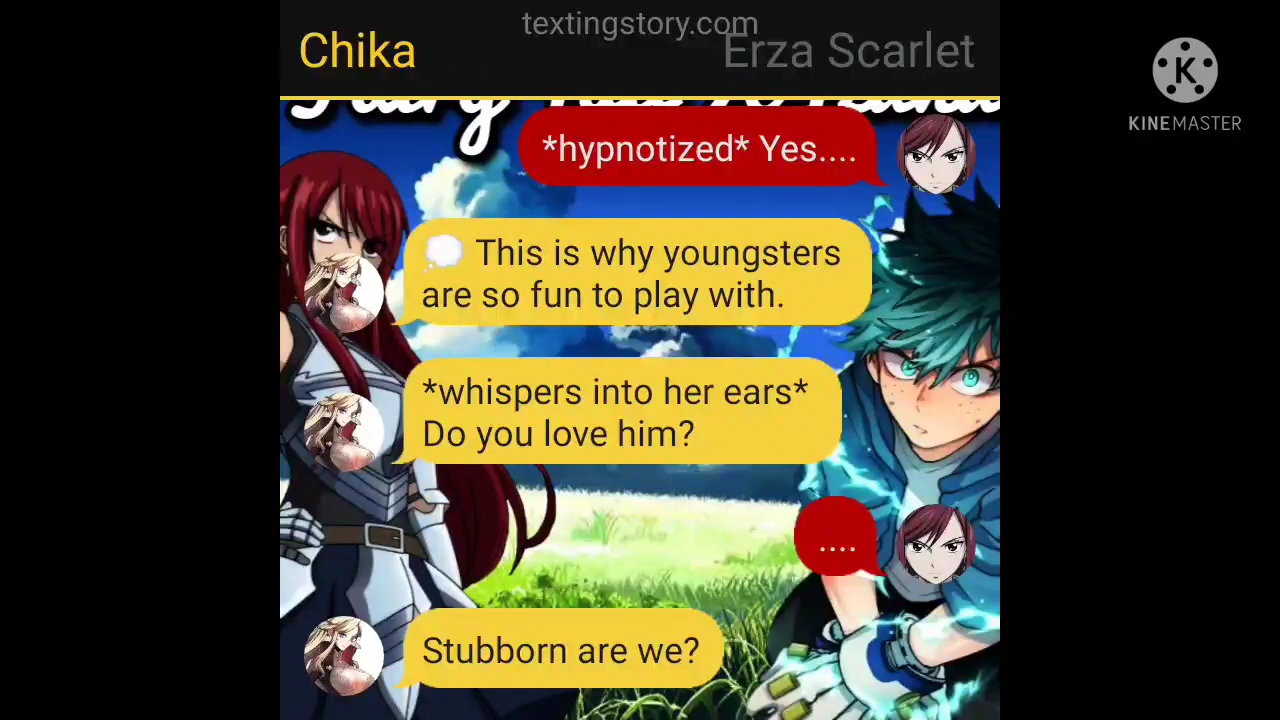 textingstory.com
Chika
Erza Scarlet
KINEMASTER
*hypnotized* Yes....
💭 This is why youngsters
are so fun to play with.
*whispers into her ears*
Do you love him?
....
Stubborn are we?